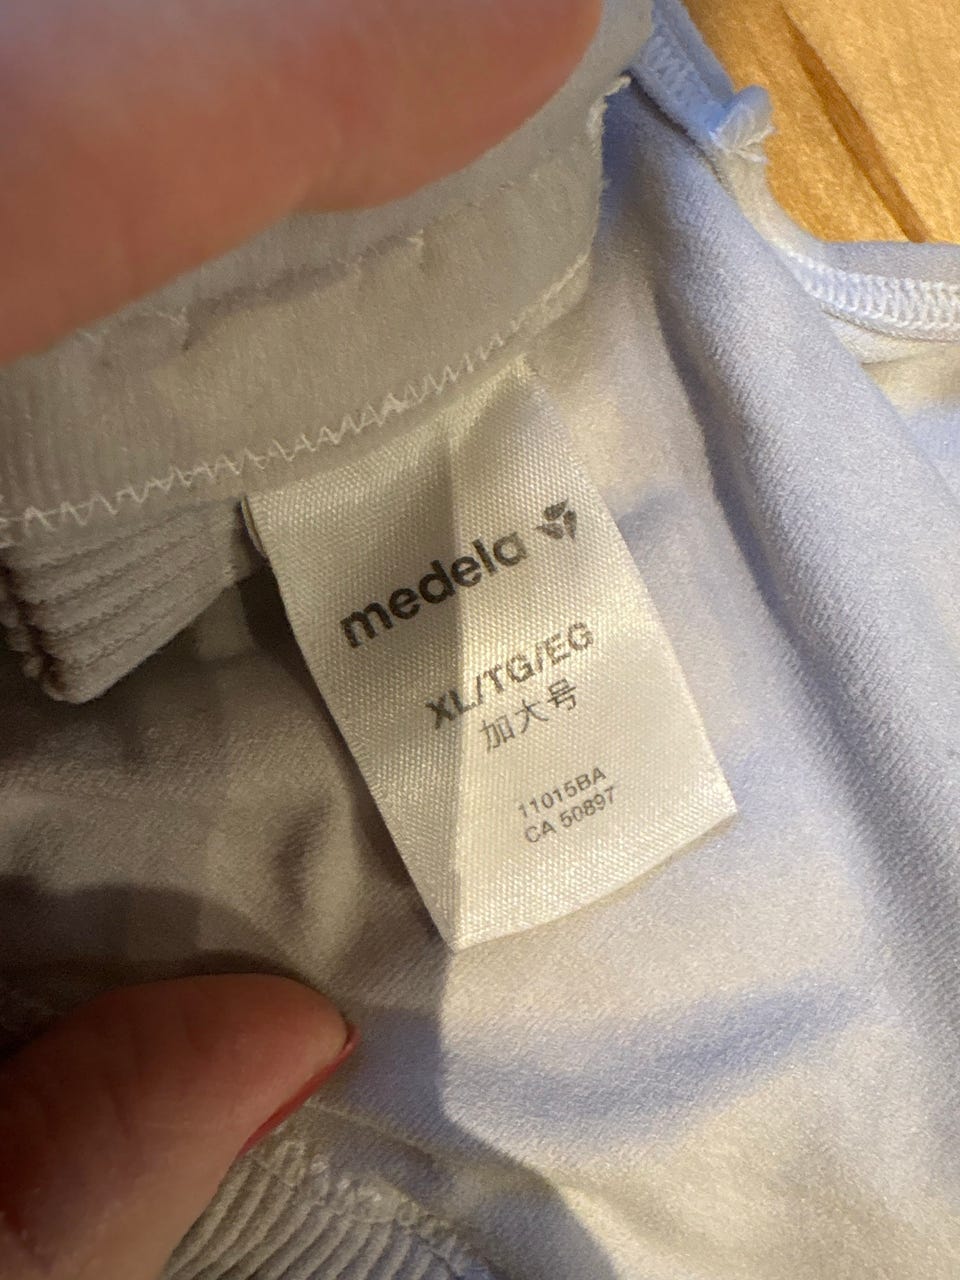 medela
XL/TG/EG
加大号
11015BA
CA 50897